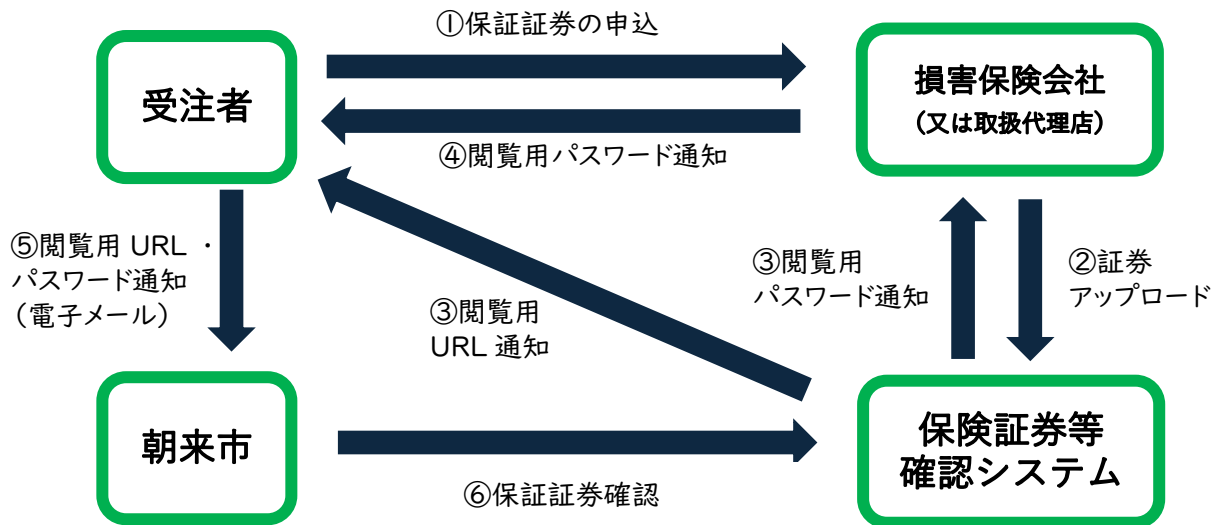 ①保証証券の申込
受注者
損害保険会社
(又は取扱代理店)
④閲覧用パスワード通知
⑤閲覧用 URL ・
パスワード通知
(電子メール)
③閲覧用
URL 通知
③閲覧用
パスワード通知
②証券
アップロード
朝来市
保険証券等
確認システム
⑥保証証券確認